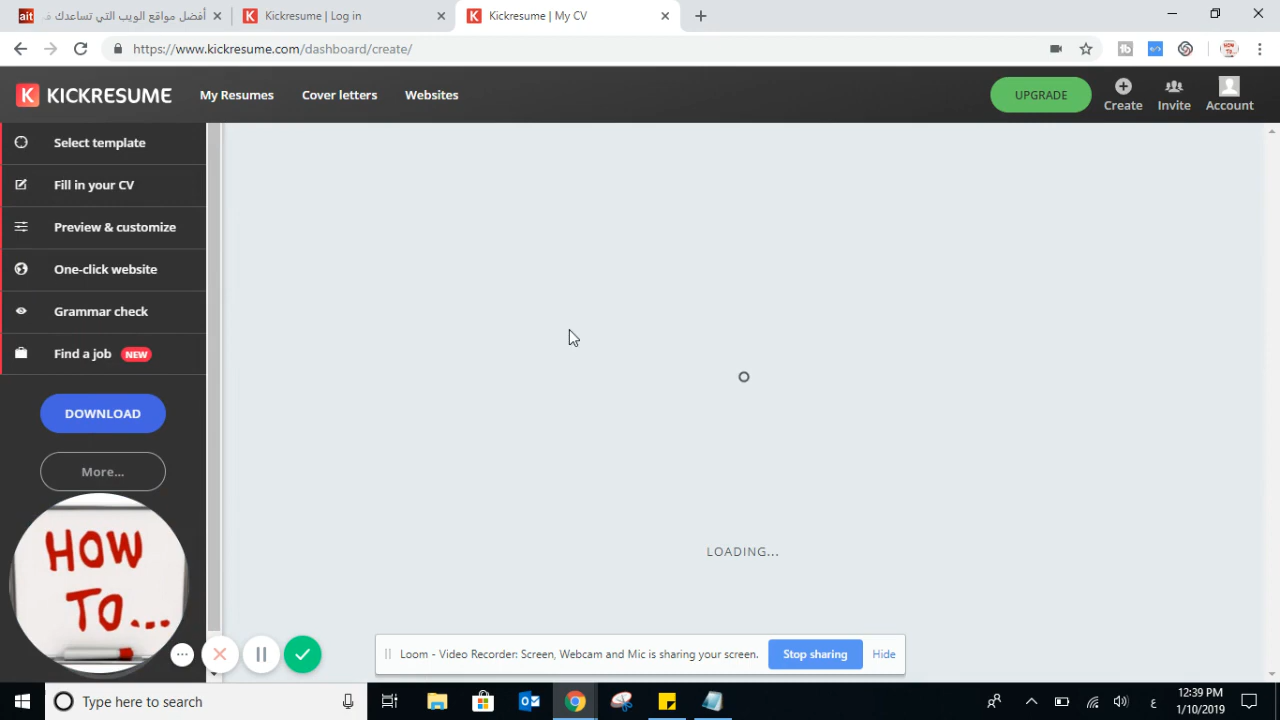 ait أفضل مواقع الويب التي تساعدك ف
K Kickresume | Log in
K Kickresume | My CV
https://www.kickresume.com/dashboard/create/
K KICKRESUME
My Resumes
Cover letters
Websites
UPGRADE
Create
Invite
Account
Select template
Fill in your CV
Preview & customize
One-click website
Grammar check
Find a job NEW
DOWNLOAD
More...
HOW
TO...
LOADING...
Loom - Video Recorder: Screen, Webcam and Mic is sharing your screen.
Stop sharing
Hide
Type here to search
ع
12:39 PM
1/10/2019